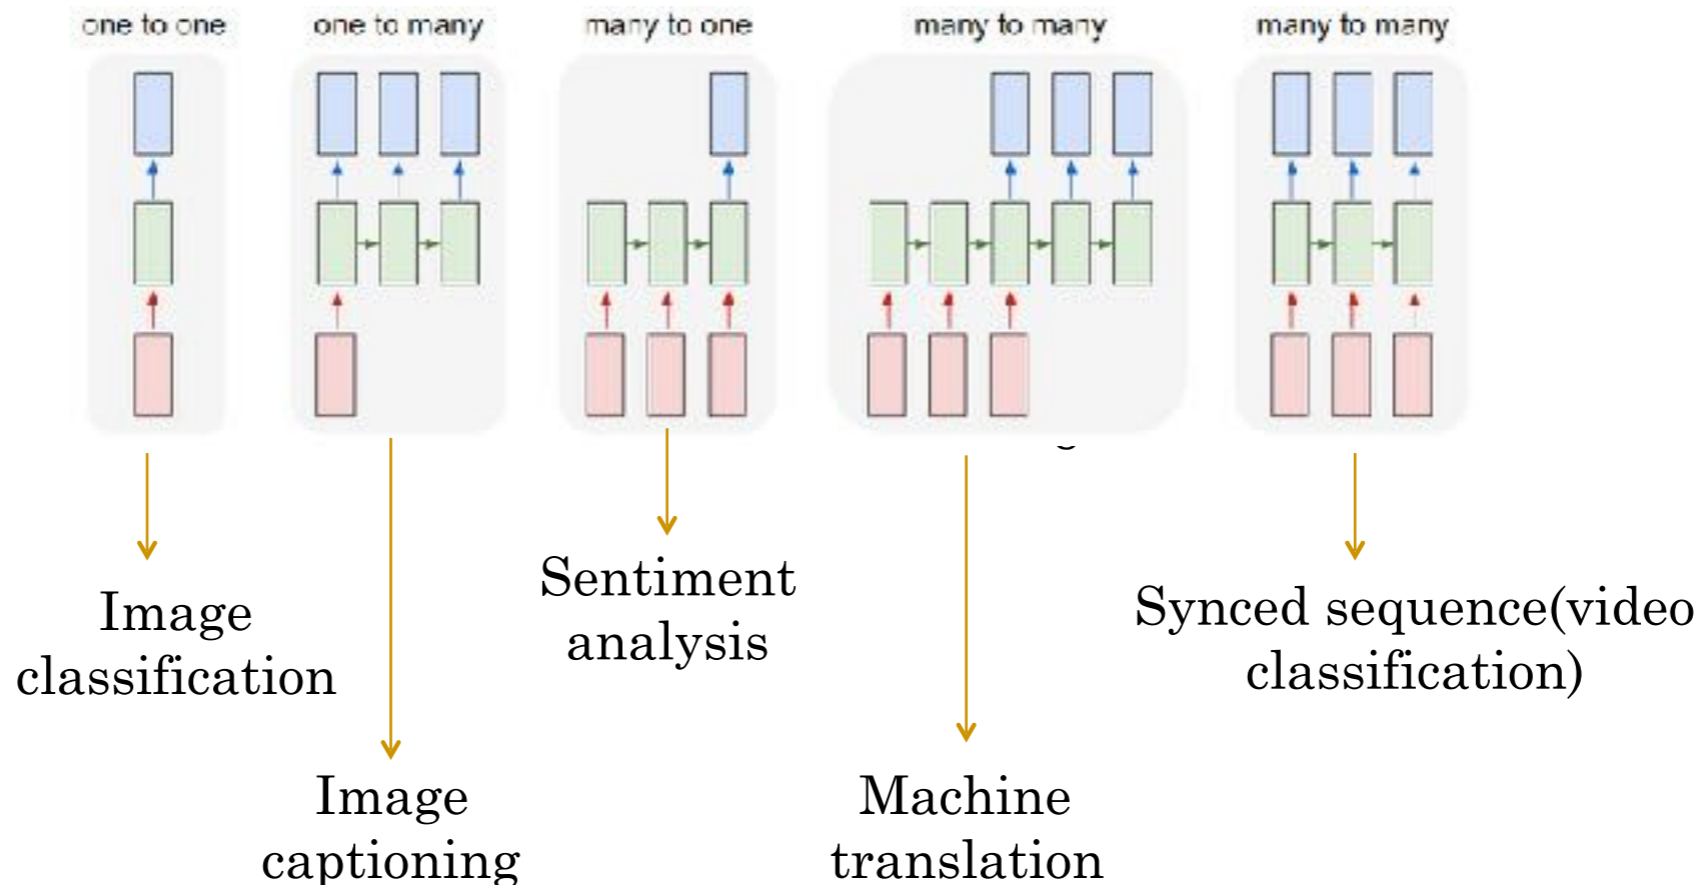 one to one
one to many
many to one
many to many
many to many
Image
classification
Image
captioning
Sentiment
analysis
Machine
translation
Synced sequence(video
classification)